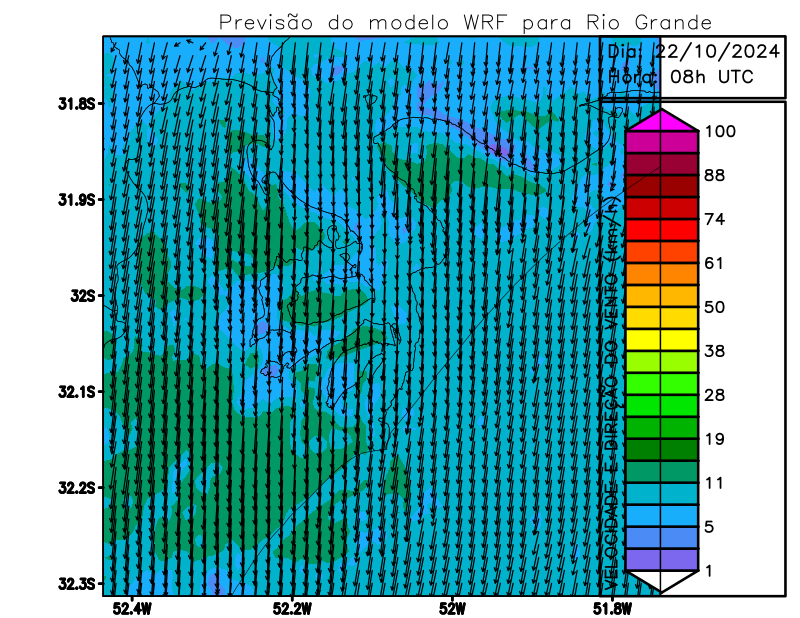 Previsão do modelo WRF para Rio Grande
Dia: 22/10/2024
Hora: 08h UTC
31.8S
31.9S
32S
32.1S
32.2S
32.3S
52.4W
52.2W
52W
51.8W
VELOCIDADE E DIREÇÃO DO VENTO (km/h)
100
88
74
61
50
38
28
19
11
5
1